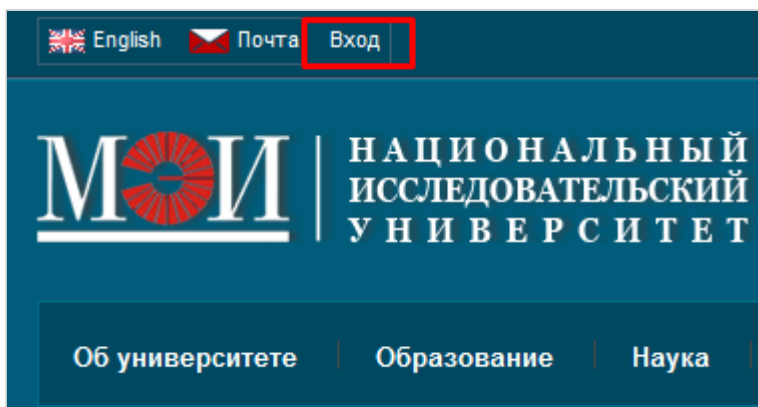 English Почта Вход
МЭИ
НАЦИОНАЛЬНЫЙ
ИССЛЕДОВАТЕЛЬСКИЙ
УНИВЕРСИТЕТ
Об университете Образование Наука